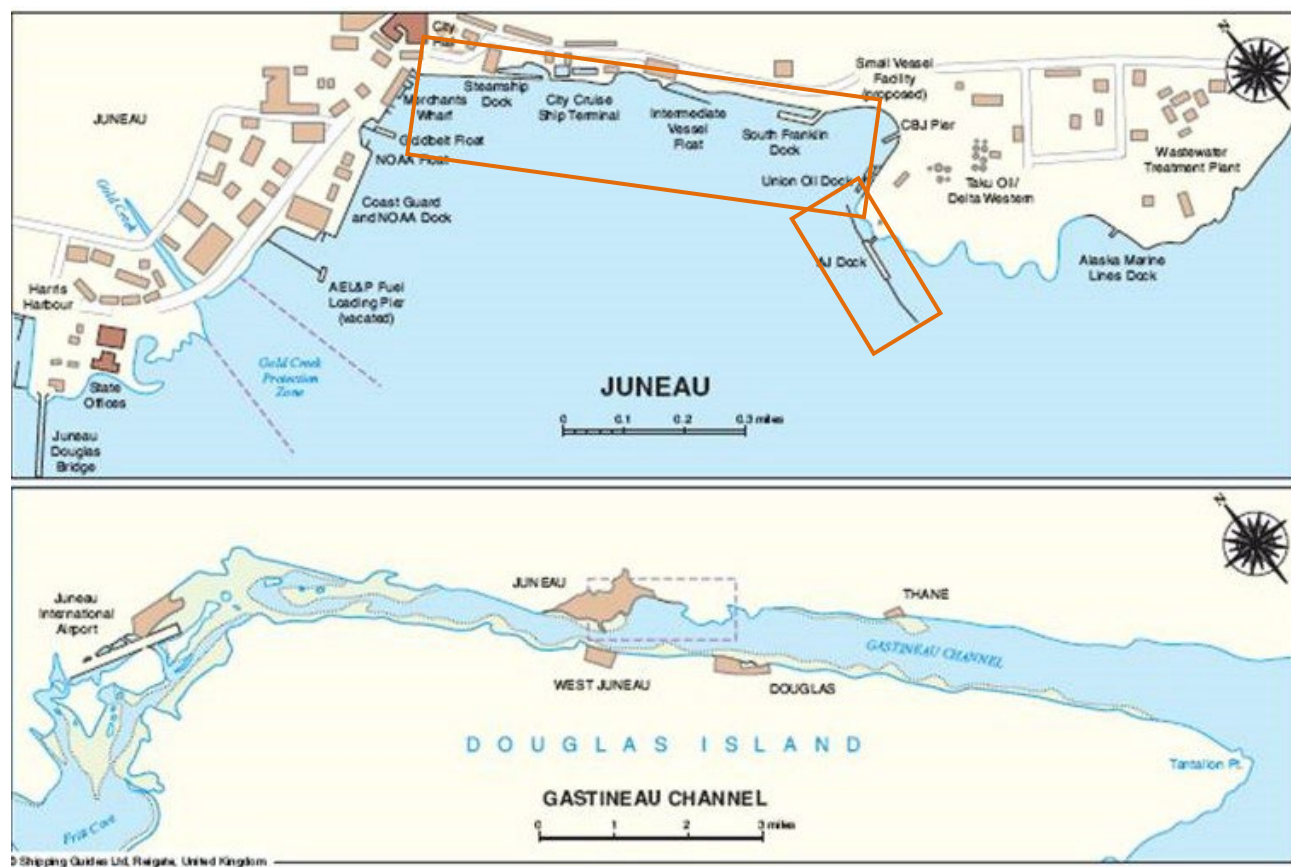 City
Hall
Small Vessel
Facility
(proposed)
N
JUNEAU
Merchants
Wharf
Steamship
Dock
City Cruise
Ship Terminal
Intermediate
Vessel
Float
South Franklin
Dock
CBJ Pier
Goldbelt Float
NOAA Float
Wastewater
Treatment Plant
Union Oil Dock
Taku Oil/
Delta Western
Gold Creek
Coast Guard
and NOAA Dock
AJ Dock
Alaska Marine
Lines Dock
Harris
Harbour
AEL&P Fuel
Loading Pier
(vacated)
Gold Creek
Protection
Zone
State
Offices
JUNEAU
0 0.1 0.2 0.3 miles
Juneau
Douglas
Bridge
N
Juneau
International
Airport
JUNEAU
THANE
GASTINEAU CHANNEL
WEST JUNEAU
DOUGLAS
DOUGLAS ISLAND
Tantallon Pt.
GASTINEAU CHANNEL
0 1 2 3 miles
Fritz Cove
© Shipping Guides Ltd, Reigate, United Kingdom